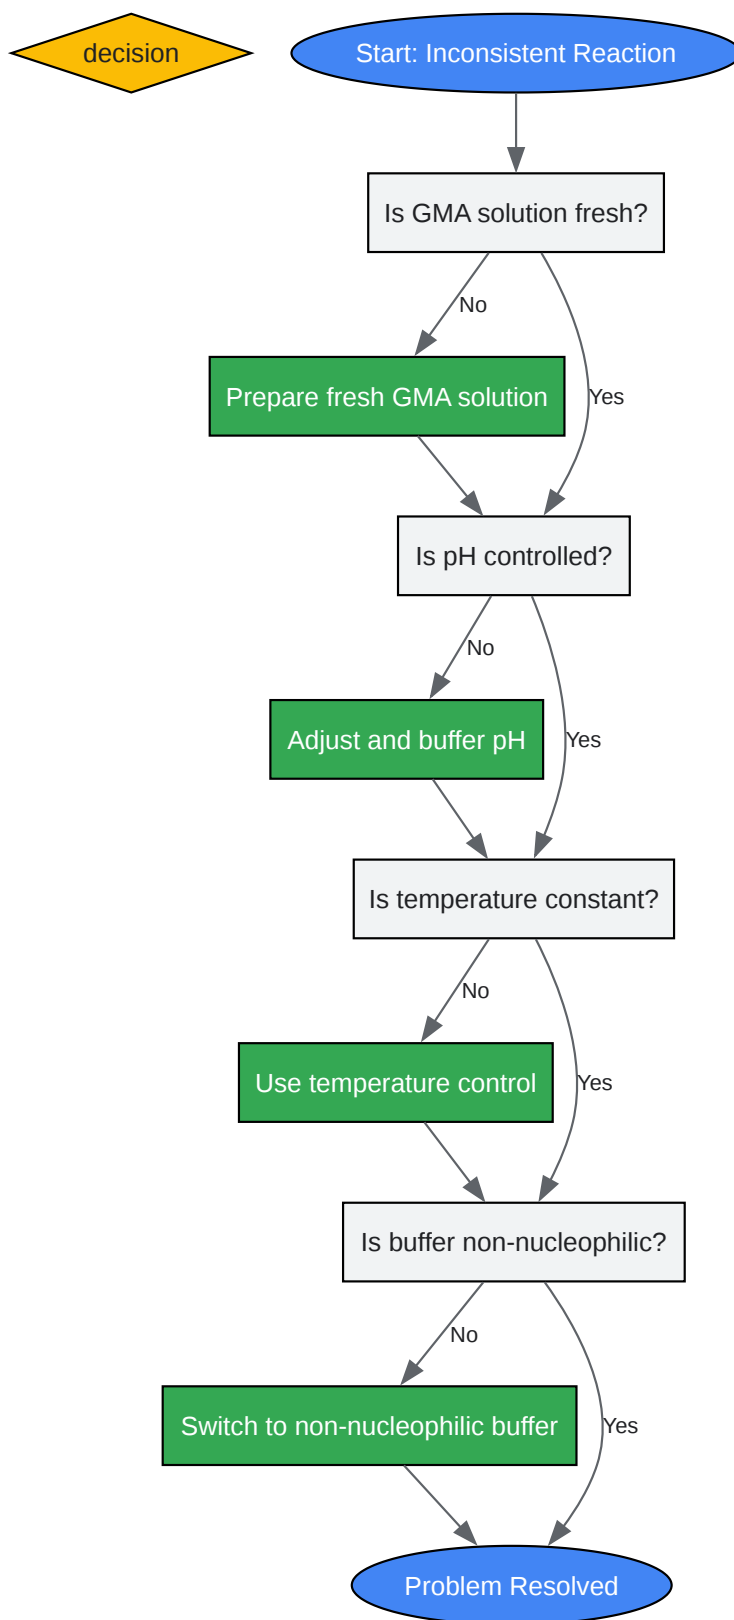 decision
Start: Inconsistent Reaction
Is GMA solution fresh?
No
Prepare fresh GMA solution
Yes
Is pH controlled?
No
Adjust and buffer pH
Yes
Is temperature constant?
No
Use temperature control
Yes
Is buffer non-nucleophilic?
No
Switch to non-nucleophilic buffer
Yes
Problem Resolved